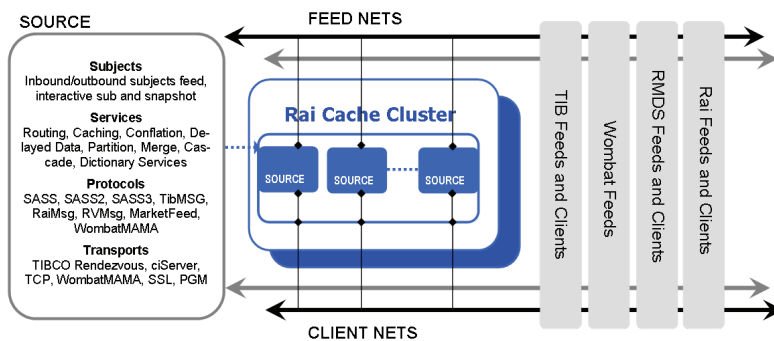 SOURCE
Subjects
Inbound/outbound subjects feed,
interactive sub and snapshot
Services
Routing, Caching, Conflation, De-
layed Data, Partition, Merge, Cas-
cade, Dictionary Services
Protocols
SASS, SASS2, SASS3, TibMSG,
RaiMsg, RVMsg, MarketFeed,
WombatMAMA
Transports
TIBCO Rendezvous, ciServer,
TCP, WombatMAMA, SSL, PGM
FEED NETS
Rai Cache Cluster
SOURCE
SOURCE
SOURCE
CLIENT NETS
TIB Feeds and Clients
Wombat Feeds
RMDS Feeds and Clients
Rai Feeds and Clients